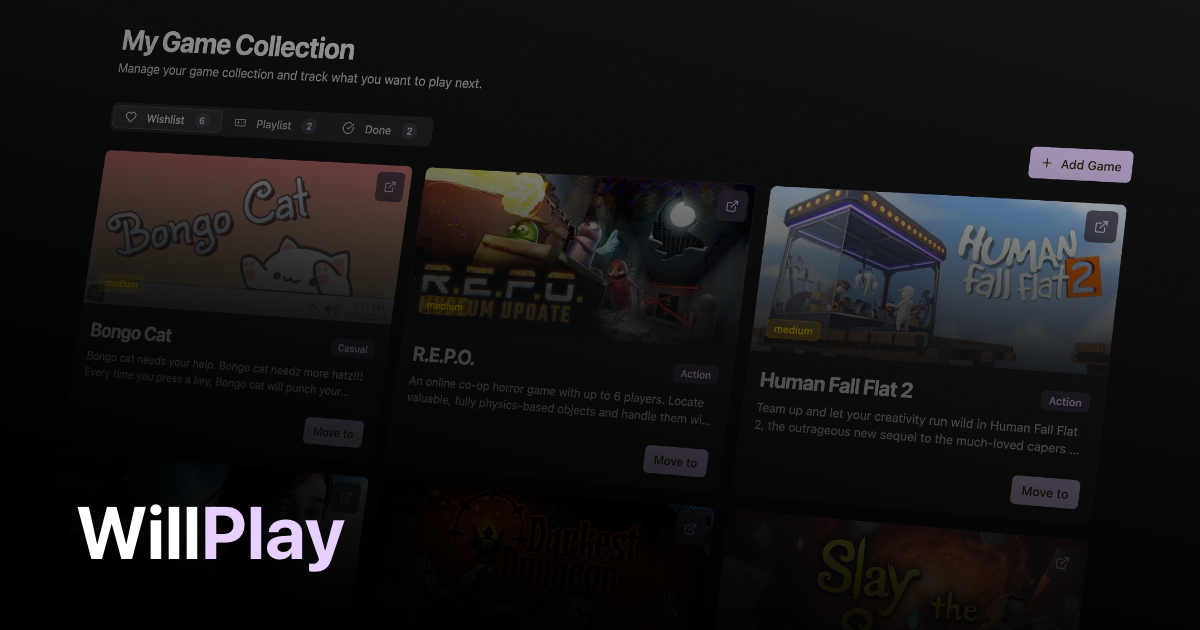 My Game Collection
Manage your game collection and track what you want to play next.
Wishlist 6 Playlist 2 Done 2
+ Add Game
Bongo Cat
medium
Bongo Cat
Casual
Bongo cat needs your help. Bongo cat needz more hatz!!!
Every time you press a key, Bongo cat will punch your...
Move to
R.E.P.O.
MUSEUM UPDATE
medium
R.E.P.O.
Action
An online co-op horror game with up to 6 players. Locate
valuable, fully physics-based objects and handle them wi...
Move to
HUMAN
fall flat 2
medium
Human Fall Flat 2
Action
Team up and let your creativity run wild in Human Fall Flat
2, the outrageous new sequel to the much-loved capers ...
Move to
Darkest
Dungeon
Slay
the
WillPlay